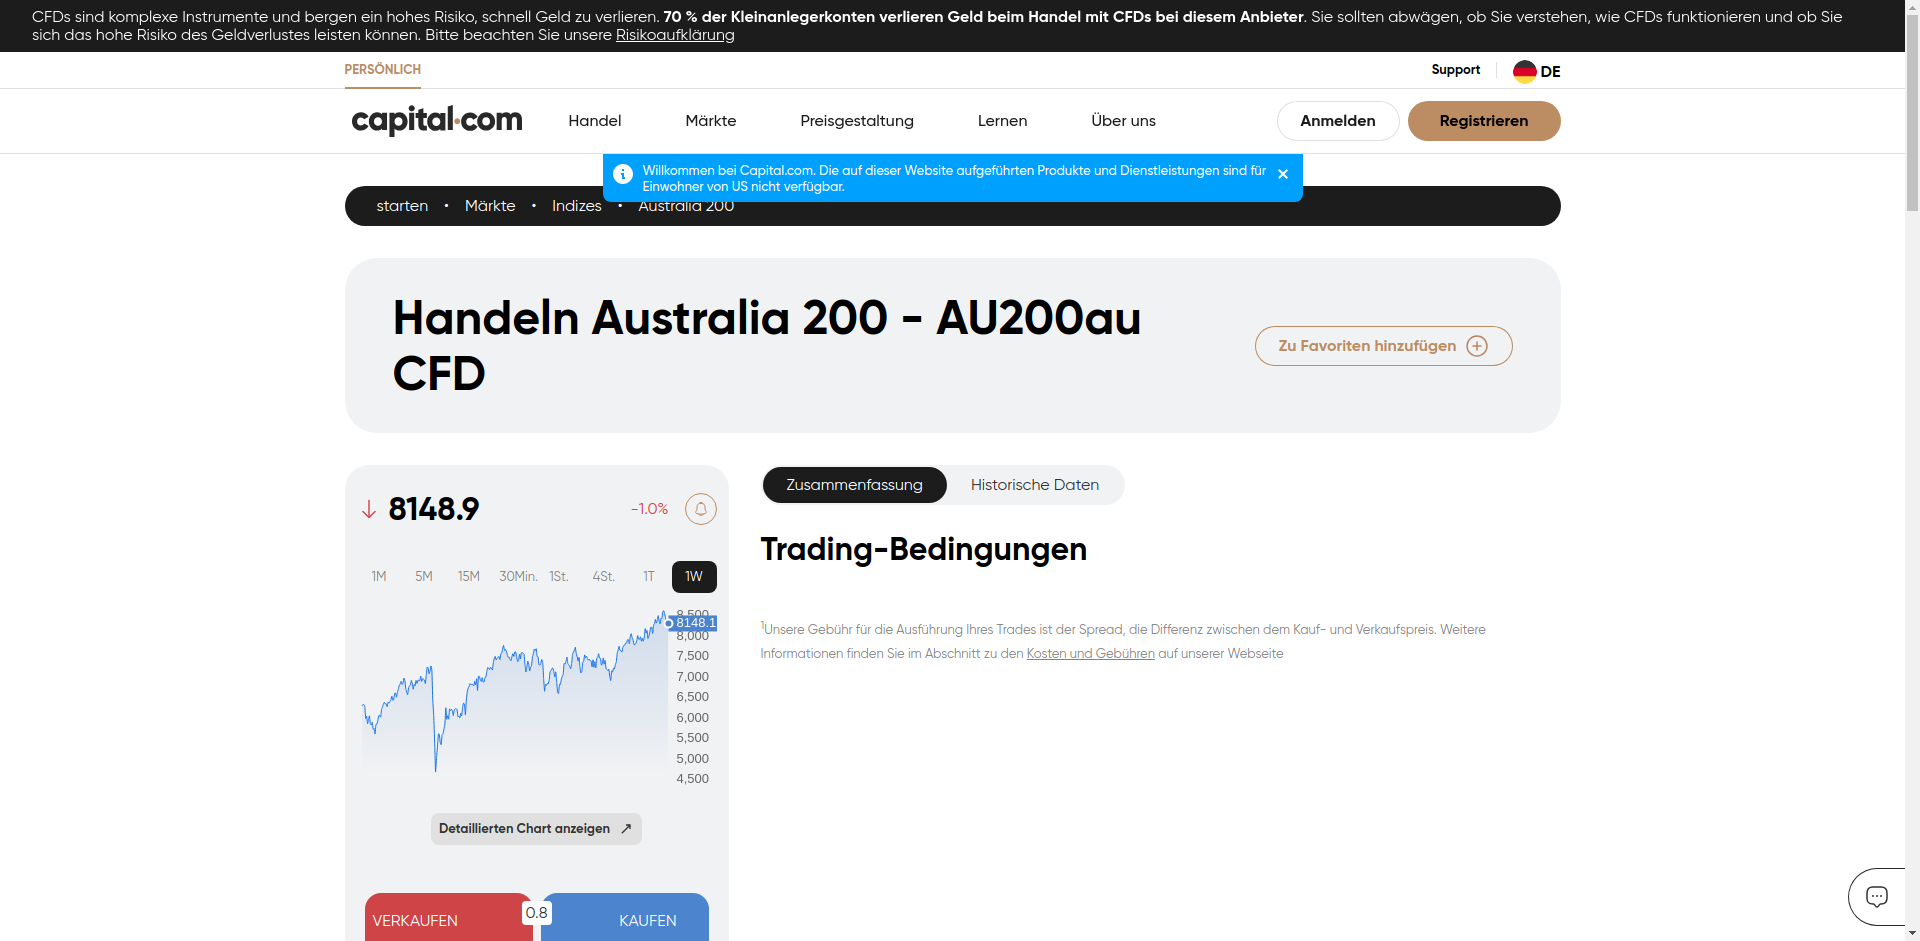 CFDs sind komplexe Instrumente und bergen ein hohes Risiko, schnell Geld zu verlieren. 70 % der Kleinanlegerkonten verlieren Geld beim Handel mit CFDs bei diesem Anbieter. Sie sollten abwägen, ob Sie verstehen, wie CFDs funktionieren und ob Sie
sich das hohe Risiko des Geldverlustes leisten können. Bitte beachten Sie unsere Risikoaufklärung
PERSÖNLICH
Support
DE
capital.com
Handel
Märkte
Preisgestaltung
Lernen
Über uns
Anmelden
Registrieren
Willkommen bei Capital.com. Die auf dieser Website aufgeführten Produkte und Dienstleistungen sind für
Einwohner von US nicht verfügbar.
starten • Märkte • Indizes • Australia 200
Handeln Australia 200 - AU200au
CFD
Zu Favoriten hinzufügen
8148.9
-1.0%
1M 5M 15M 30Min. 1St. 4St. 1T 1W
8,500
8148.1
8,000
7,500
7,000
6,500
6,000
5,500
5,000
4,500
Detaillierten Chart anzeigen
VERKAUFEN
0.8
KAUFEN
Zusammenfassung
Historische Daten
Trading-Bedingungen
1Unsere Gebühr für die Ausführung Ihres Trades ist der Spread, die Differenz zwischen dem Kauf- und Verkaufspreis. Weitere
Informationen finden Sie im Abschnitt zu den Kosten und Gebühren auf unserer Webseite